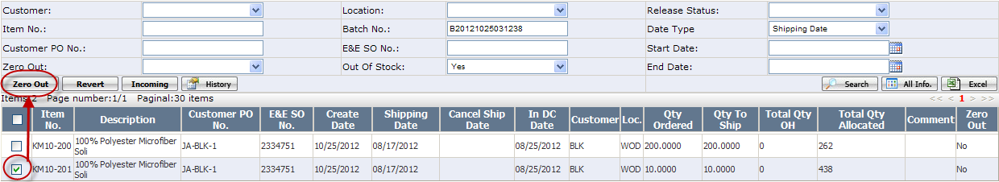 Customer: Location: Release Status:
Item No.: Batch No.: B20121025031238 Date Type Shipping Date
Customer PO No.: E&E SO No.: Start Date:
Zero Out: Out Of Stock: Yes End Date:
Zero Out Revert Incoming History Search All Info. Excel
Items:2 Page number:1/1 Paginal:30 items << < 1 > >>
Item No. Description Customer PO No. E&E SO No. Create Date Shipping Date Cancel Ship Date In DC Date Customer Loc. Qty Ordered Qty To Ship Total Qty OH Total Qty Allocated Comment Zero Out
KM10-200 100% Polyester Microfiber Soli JA-BLK-1 2334751 10/25/2012 08/17/2012 08/25/2012 BLK WOD 200.0000 200.0000 0 262 No
KM10-201 100% Polyester Microfiber Soli JA-BLK-1 2334751 10/25/2012 08/17/2012 08/25/2012 BLK WOD 10.0000 10.0000 0 438 No